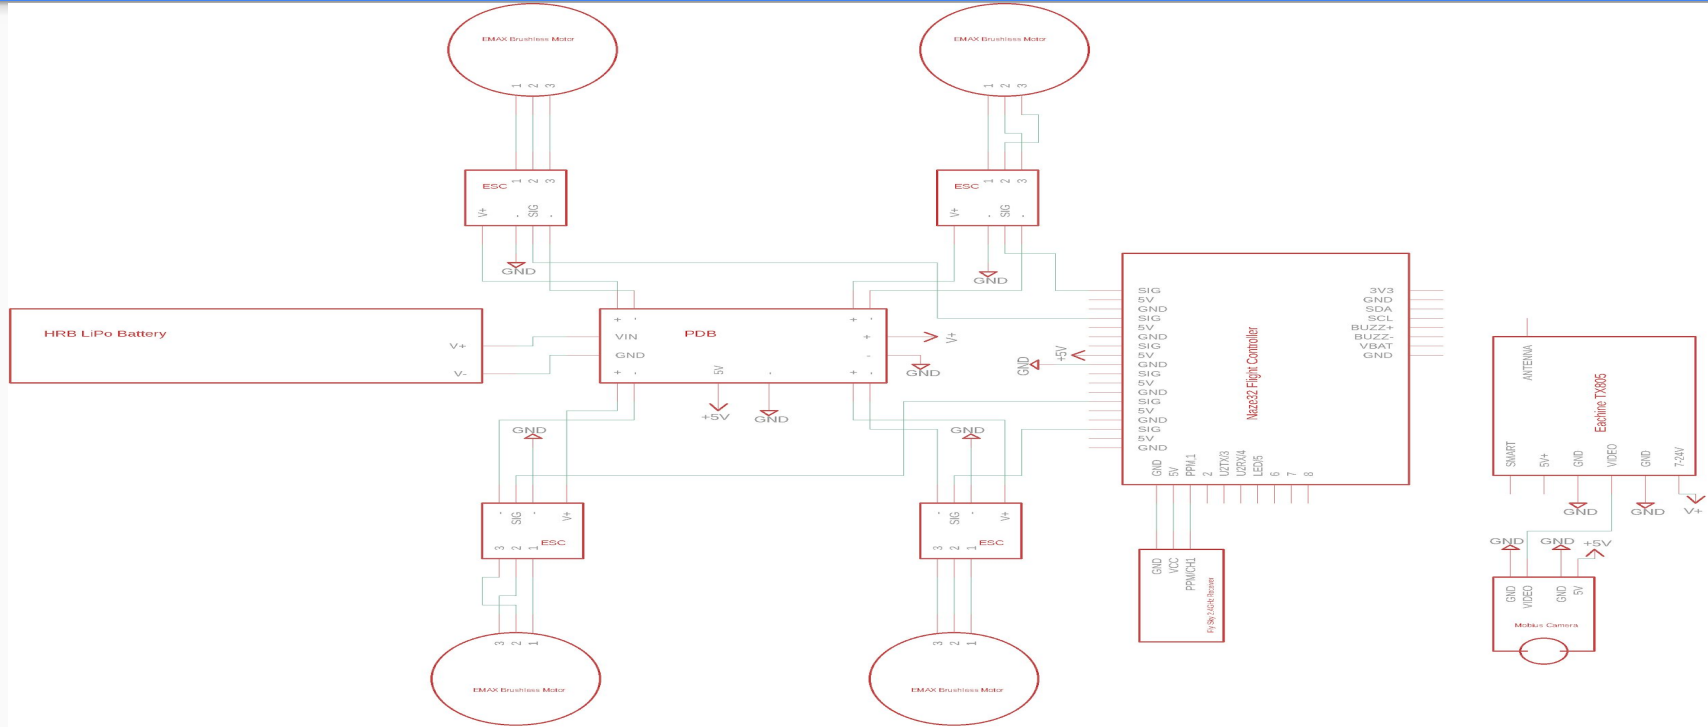 EMAX Brushless Motor
1 2 3
EMAX Brushless Motor
1 2 3
ESC 1 2 3
V+ - SIG -
GND
ESC 1 2 3
V+ - SIG -
GND
HRB LiPo Battery
V+
V-
PDB
+ - + -
VIN
GND
+ - + -
5V -
+
-
V+
GND
+5V
GND
+5V
GND
Naze32 Flight Controller
SIG
5V
GND
SIG
5V
GND
SIG
5V
GND
SIG
5V
GND
SIG
5V
GND
SIG
5V
GND
3V3
GND
SDA
SCL
BUZZ+
BUZZ-
VBAT
GND
GND 5V PPM1 2 U2TX/3 U2RX/4 LED/5 6 7 8
GND VCC PPM/CH1
Fly Sky 2.4GHz Receiver
ANTENNA
Eachine TX805
SMART 5V+ GND VIDEO GND 7-24V
GND GND V+
GND GND +5V
GND VIDEO GND 5V
Mobius Camera
GND
- SIG - V+
ESC
3 2 1
3 2 1
EMAX Brushless Motor
GND
- SIG - V+
ESC
3 2 1
3 2 1
EMAX Brushless Motor